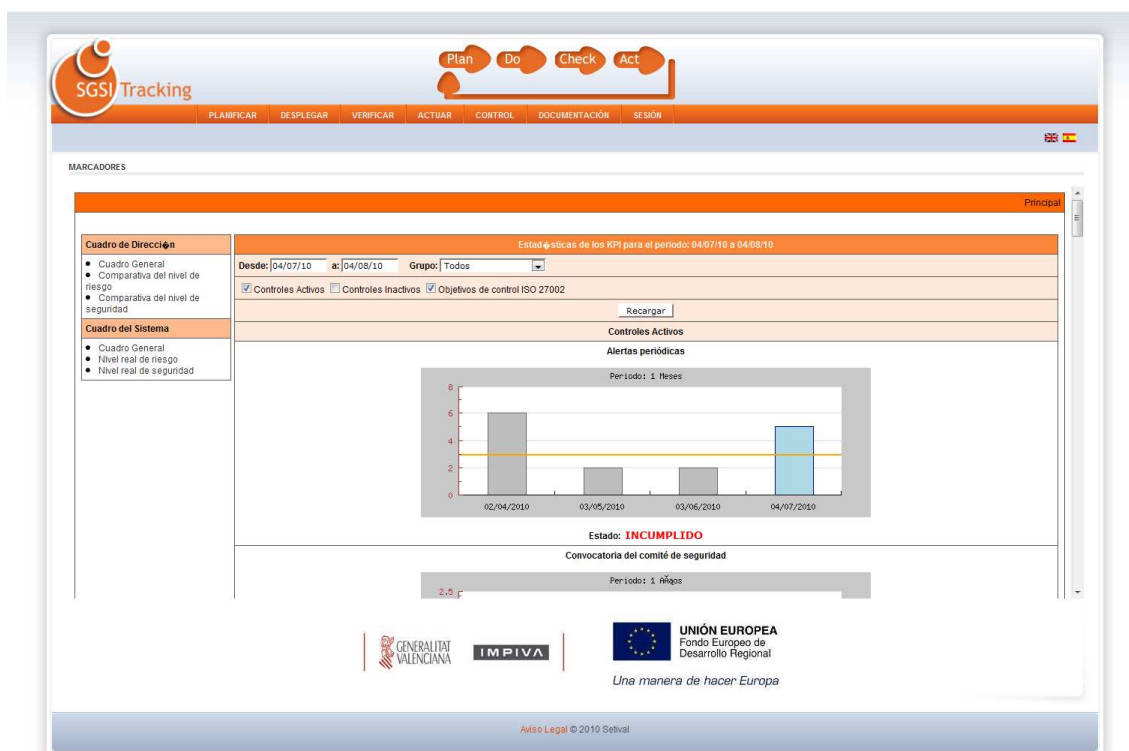 SGSI Tracking
Plan Do Check Act
PLANIFICAR DESPLEGAR VERIFICAR ACTUAR CONTROL DOCUMENTACIÓN SESIÓN
MARCADORES
Principal
Cuadro de Direcci�n
Cuadro General
Comparativa del nivel de
riesgo
Comparativa del nivel de
seguridad
Cuadro del Sistema
Cuadro General
Nivel real de riesgo
Nivel real de seguridad
Estad�sticas de los KPI para el periodo: 04/07/10 a 04/08/10
Desde: 04/07/10 a: 04/08/10 Grupo: Todos
Controles Activos Controles Inactivos Objetivos de control ISO 27002
Recargar
Controles Activos
Alertas periódicas
Periodo: 1 Meses
8
6
4
2
0
02/04/2010 03/05/2010 03/06/2010 04/07/2010
Estado: INCUMPLIDO
Convocatoria del comité de seguridad
Periodo: 1 Aňąos
2.5
GENERALITAT
VALENCIANA
IMPIVA
UNIÓN EUROPEA
Fondo Europeo de
Desarrollo Regional
Una manera de hacer Europa
Aviso Legal © 2010 Setival